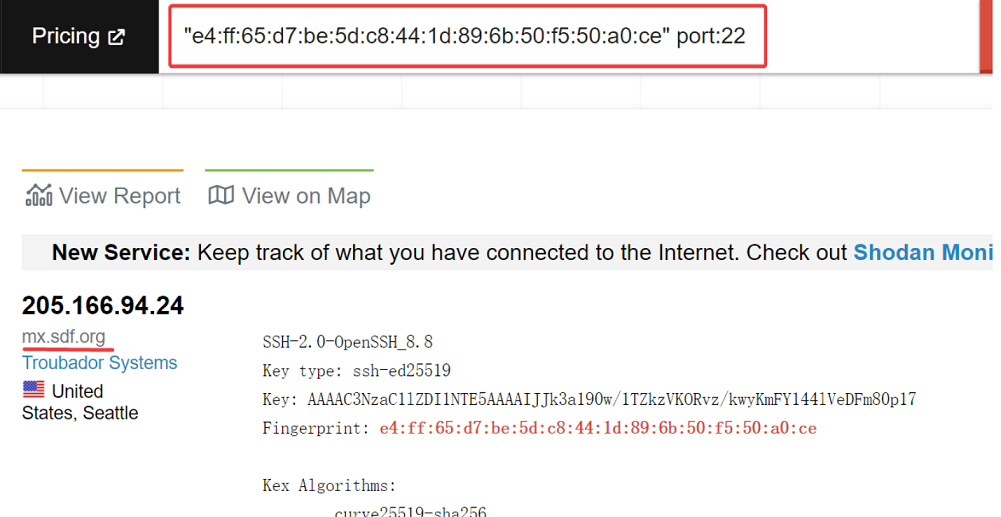 Pricing
"e4:ff:65:d7:be:5d:c8:44:1d:89:6b:50:f5:50:a0:ce" port:22
View Report
View on Map
New Service: Keep track of what you have connected to the Internet. Check out Shodan Moni
205.166.94.24
mx.sdf.org
Troubador Systems
United
States, Seattle
SSH-2.0-OpenSSH_8.8
Key type: ssh-ed25519
Key: AAAAC3NzaC1lZDI1NTE5AAAAIJJk3a190w/1TZkzVKORvz/kwyKmFY144lVeDFm80p17
Fingerprint: e4:ff:65:d7:be:5d:c8:44:1d:89:6b:50:f5:50:a0:ce
Kex Algorithms:
curve25519-sha256